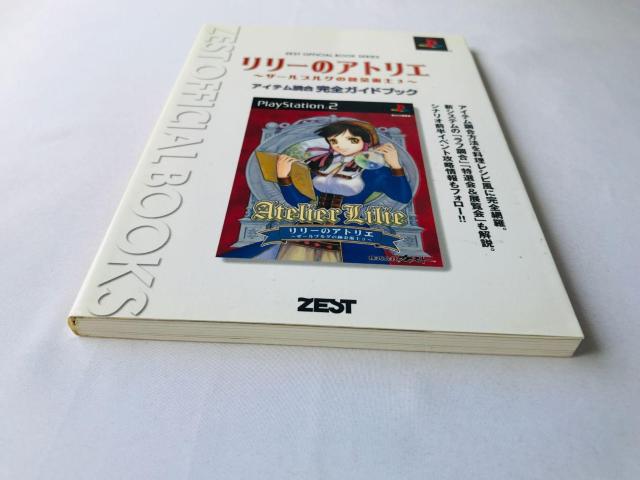 ZEST OFFICIAL BOOK SERIES
リリーのアトリエ
~ザールブルグの錬金術士3~
アイテム調合 完全ガイドブック
アイテム調合方法を料理レシピ風に完全網羅。
新システムの「ラフ調合」「特選会&展覧会」も解説。
シナリオ前半イベント攻略情報もフォロー!!
ZEST OFFICIAL BOOKS
PlayStation 2
Atelier Lilie
リリーのアトリエ
~ザールブルグの錬金術士3~
ZEST